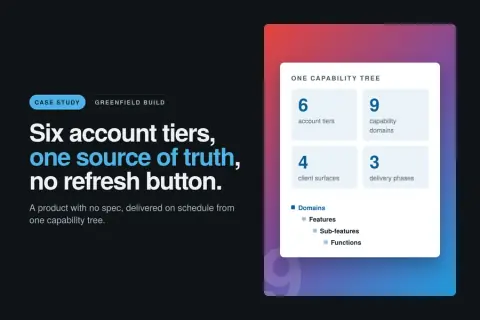 CASE STUDY
GREENFIELD BUILD
Six account tiers,
one source of truth,
no refresh button.
A product with no spec, delivered on schedule from
one capability tree.
ONE CAPABILITY TREE
6
account tiers
9
capability
domains
4
client surfaces
3
delivery phases
Domains
Features
Sub-features
Functions
9